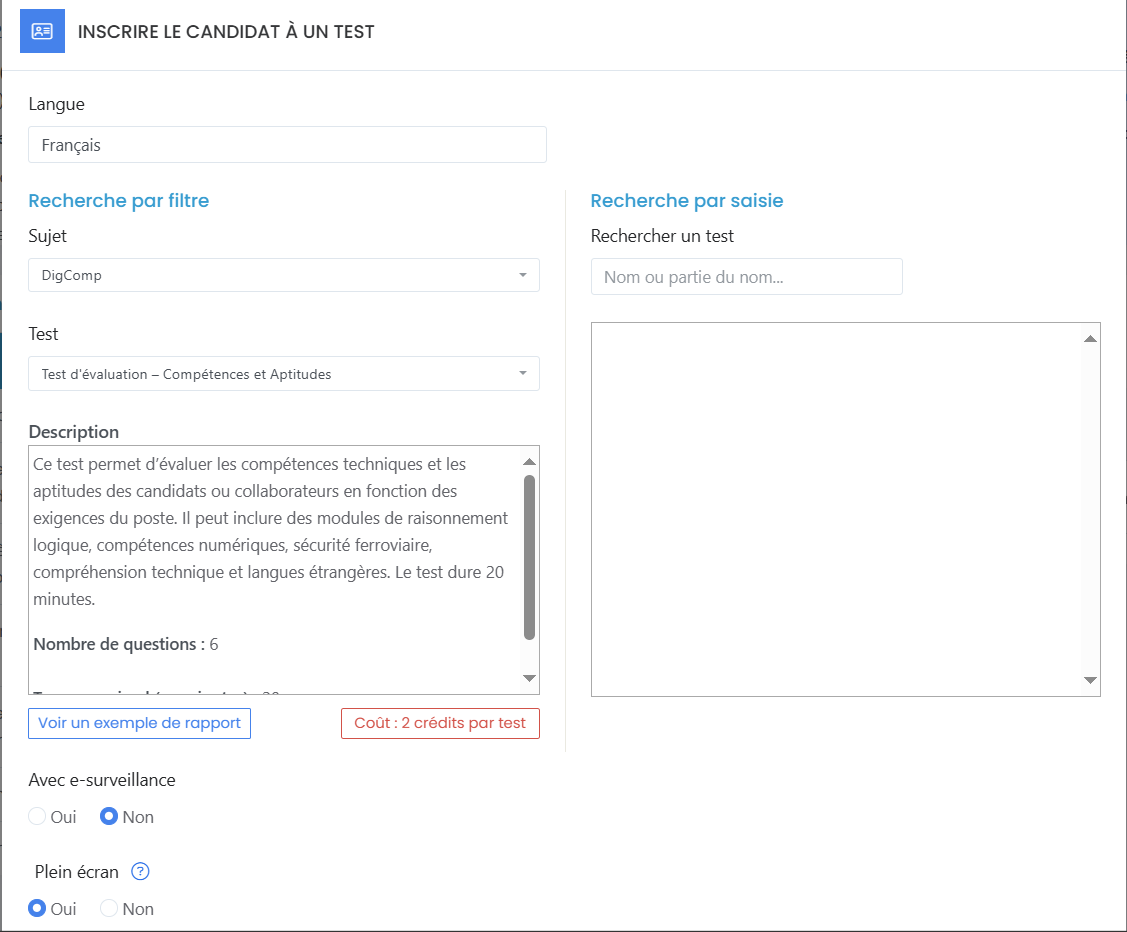 INSCRIRE LE CANDIDAT À UN TEST
Langue
Français
Recherche par filtre
Sujet
DigComp
Test
Test d'évaluation – Compétences et Aptitudes
Description
Ce test permet d’évaluer les compétences techniques et les
aptitudes des candidats ou collaborateurs en fonction des
exigences du poste. Il peut inclure des modules de raisonnement
logique, compétences numériques, sécurité ferroviaire,
compréhension technique et langues étrangères. Le test dure 20
minutes.
Nombre de questions : 6
Voir un exemple de rapport
Coût : 2 crédits par test
Recherche par saisie
Rechercher un test
Nom ou partie du nom...
Avec e-surveillance
Oui Non
Plein écran ?
Oui Non